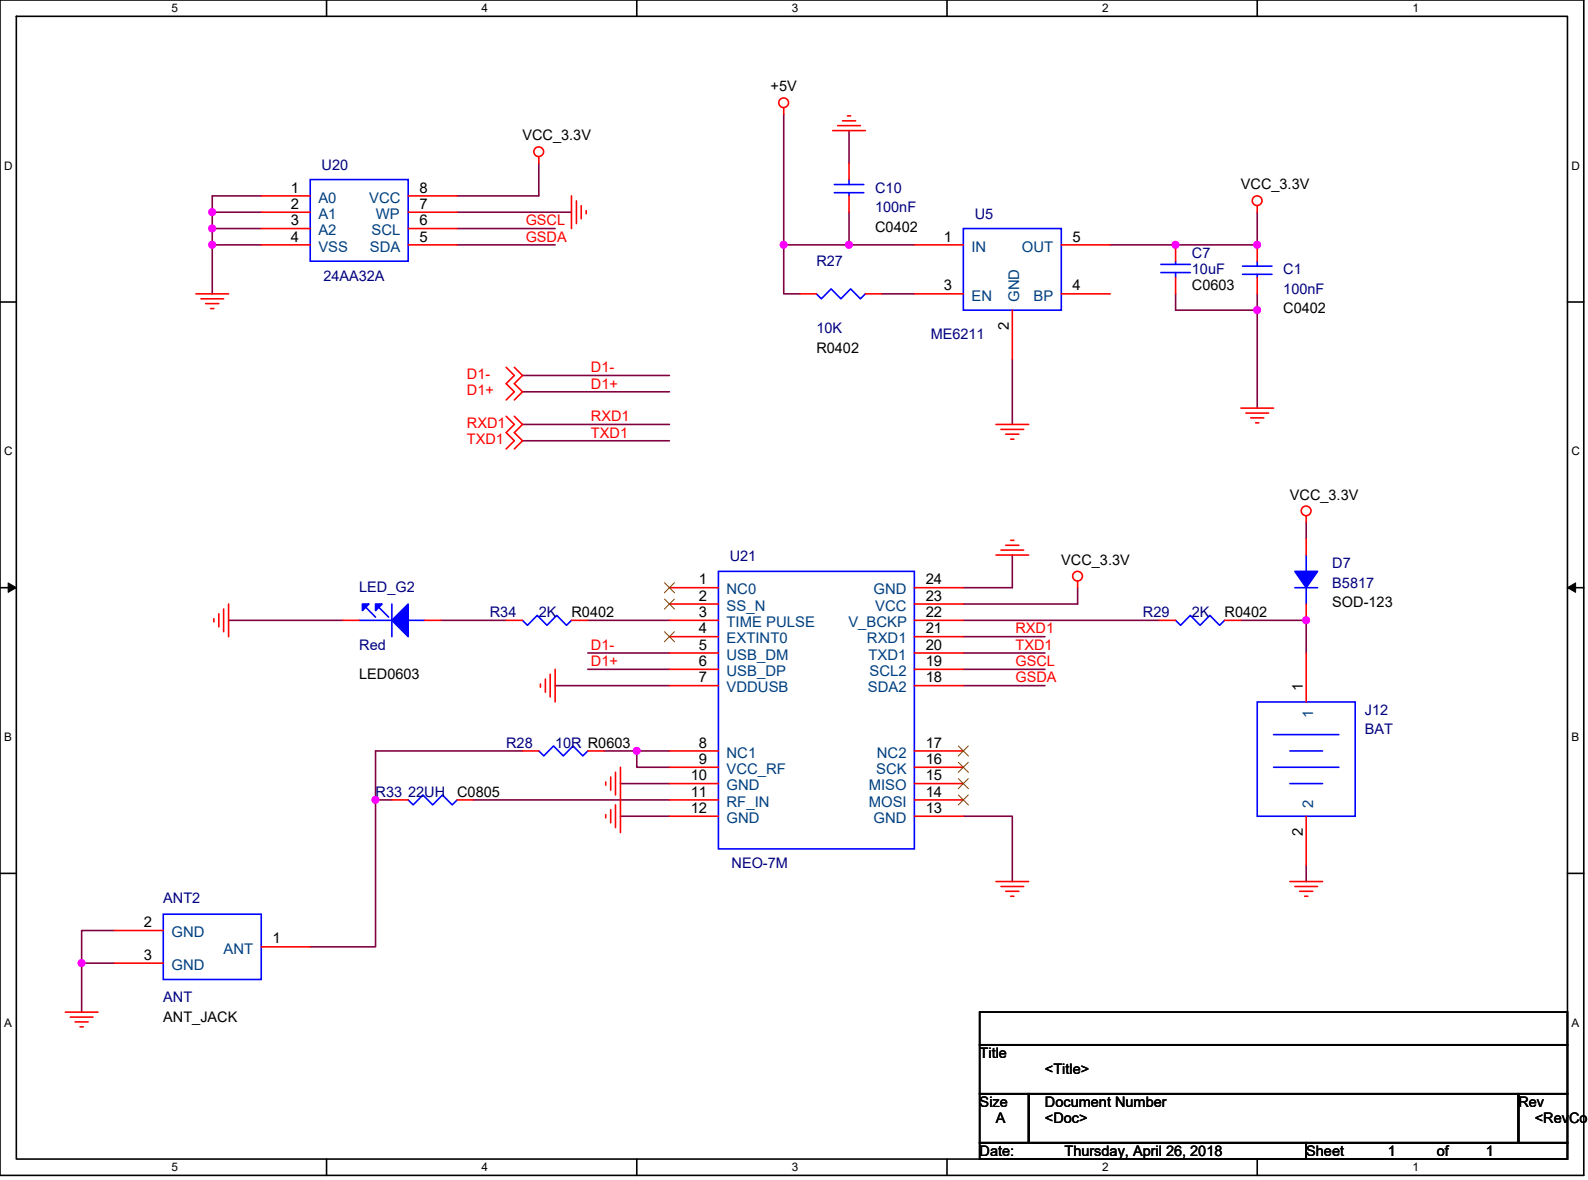 5 4 3 2 1
D D
C C
B B
A A
+5V
VCC_3.3V
U20
1 A0 VCC 8
2 A1 WP 7
3 A2 SCL 6 GSCL
4 VSS SDA 5 GSDA
24AA32A
C10
100nF
C0402
U5
1 IN OUT 5
3 EN GND BP 4
2
ME6211
R27
10K
R0402
VCC_3.3V
C7
10uF
C0603
C1
100nF
C0402
D1- D1-
D1+ D1+
RXD1 RXD1
TXD1 TXD1
VCC_3.3V
D7
B5817
SOD-123
LED_G2
Red
LED0603
R34 2K R0402
U21
VCC_3.3V
1 NC0 GND 24
2 SS_N VCC 23
3 TIME PULSE V_BCKP 22
4 EXTINT0 RXD1 21 RXD1
D1- 5 USB_DM TXD1 20 TXD1
D1+ 6 USB_DP SCL2 19 GSCL
7 VDDUSB SDA2 18 GSDA
8 NC1 NC2 17
9 VCC_RF SCK 16
10 GND MISO 15
11 RF_IN MOSI 14
12 GND GND 13
NEO-7M
R29 2K R0402
1
1
J12
BAT
2
2
R28 10R R0603
R33 22UH C0805
ANT2
2 GND
ANT 1
3 GND
ANT
ANT_JACK
Title
<Title>
Size Document Number Rev
A <Doc> <RevCo
Date: Thursday, April 26, 2018 Sheet 1 of 1
5 4 3 2 1